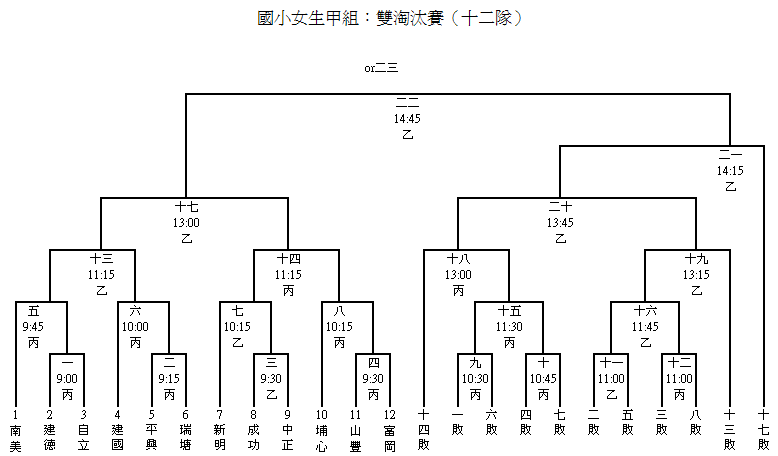 國小女生甲組：雙淘汰賽（十二隊）
or二三
二二
14:45
乙
二一
14:15
乙
十七
13:00
乙
二十
13:45
乙
十三
11:15
乙
十四
11:15
丙
十八
13:00
丙
十九
13:15
乙
五
9:45
丙
六
10:00
丙
七
10:15
乙
八
10:15
丙
十五
11:30
丙
十六
11:45
乙
一
9:00
丙
二
9:15
丙
三
9:30
乙
四
9:30
丙
九
10:30
丙
十
10:45
丙
十一
11:00
乙
十二
11:00
丙
1南美
2建德
3自立
4建國
5平興
6瑞塘
7新明
8成功
9中正
10埔心
11山豐
12富岡
十四敗
一敗
六敗
四敗
七敗
二敗
五敗
三敗
八敗
十三敗
十七敗